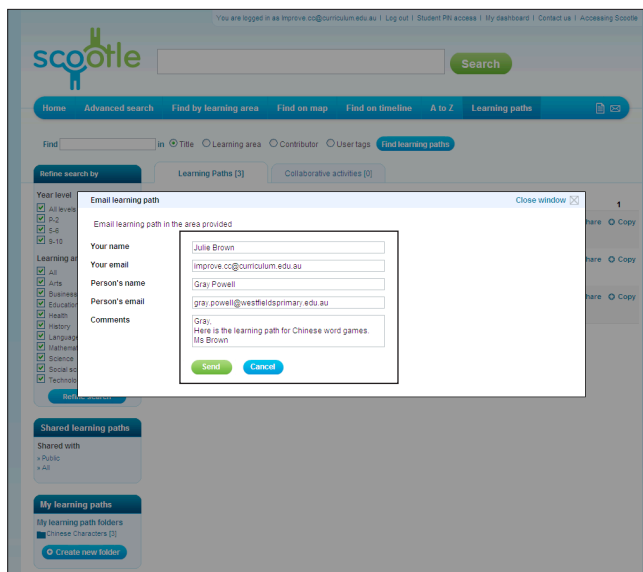 You are logged in as improve.cc@curriculum.edu.au | Log out | Student PIN access | My dashboard | Contact us | Accessing Scootle
scootle
Search
Home Advanced search Find by learning area Find on map Find on timeline A to Z Learning paths
Find in Title Learning area Contributor User tags Find learning paths
Refine search by
Learning Paths [3] Collaborative activities [0]
Year level
All levels
P-2
5-6
9-10
Learning ar
All
Arts
Business
Education
Health
History
Language
Mathemat
Science
Social sc
Technolo
Refine search
1
hare Copy
hare Copy
hare Copy
Email learning path Close window
Email learning path in the area provided
Your name Julie Brown
Your email improve.cc@curriculum.edu.au
Person's name Gray Powell
Person's email gray.powell@westfieldsprimary.edu.au
Comments Gray,
Here is the learning path for Chinese word games.
Ms Brown
Send Cancel
Shared learning paths
Shared with
» Public
» All
My learning paths
My learning path folders
Chinese Characters [3]
Create new folder